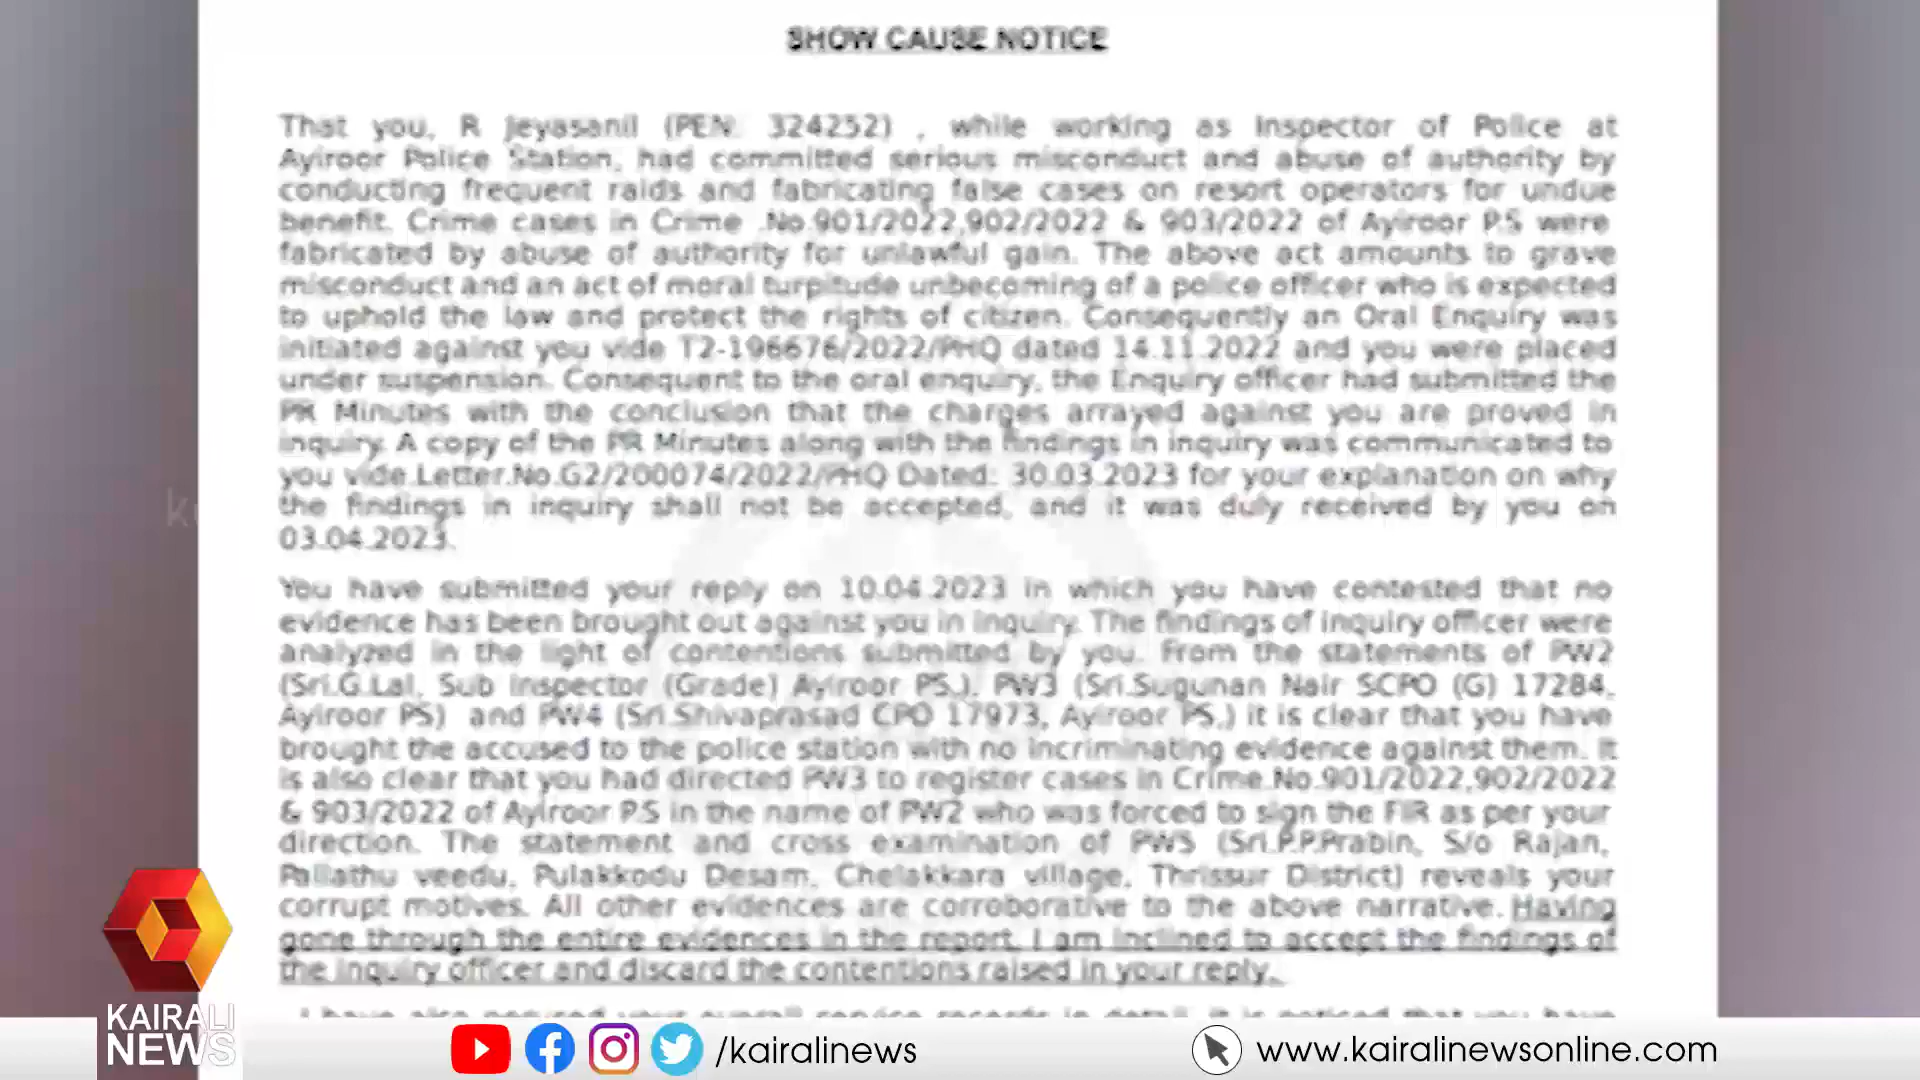 SHOW CAUSE NOTICE
That you, R Jeyasanil (PEN: 324252) , while working as Inspector of Police at
Ayiroor Police Station, had committed serious misconduct and abuse of authority by
conducting frequent raids and fabricating false cases on resort operators for undue
benefit. Crime cases in Crime .No.901/2022,902/2022 & 903/2022 of Ayiroor P.S were
fabricated by abuse of authority for unlawful gain. The above act amounts to grave
misconduct and an act of moral turpitude unbecoming of a police officer who is expected
to uphold the law and protect the rights of citizen. Consequently an Oral Enquiry was
initiated against you vide T2-196676/2022/PHQ dated 14.11.2022 and you were placed
under suspension. Consequent to the oral enquiry, the Enquiry officer had submitted the
PR Minutes with the conclusion that the charges arrayed against you are proved in
inquiry. A copy of the PR Minutes along with the findings in inquiry was communicated to
you vide.Letter.No.G2/200074/2022/PHQ Dated: 30.03.2023 for your explanation on why
the findings in inquiry shall not be accepted, and it was duly received by you on
03.04.2023.
You have submitted your reply on 10.04.2023 in which you have contested that no
evidence has been brought out against you in inquiry. The findings of inquiry officer were
analyzed in the light of contentions submitted by you. From the statements of PW2
(Sri.G.Lal, Sub Inspector (Grade) Ayiroor PS,), PW3 (Sri.Sugunan Nair SCPO (G) 17284,
Ayiroor PS) and PW4 (Sri.Shivaprasad CPO 17973, Ayiroor PS,) it is clear that you have
brought the accused to the police station with no incriminating evidence against them. It
is also clear that you had directed PW3 to register cases in Crime.No.901/2022,902/2022
& 903/2022 of Ayiroor P.S in the name of PW2 who was forced to sign the FIR as per your
direction. The statement and cross examination of PW5 (Sri.P.P.Prabin, S/o Rajan,
Pallathu veedu, Pulakkodu Desam, Chelakkara village, Thrissur District) reveals your
corrupt motives. All other evidences are corroborative to the above narrative. Having
gone through the entire evidences in the report, I am inclined to accept the findings of
the inquiry officer and discard the contentions raised in your reply.
I have also perused your overall service records in detail, it is noticed that you have
KAIRALI
NEWS
/kairalinews
www.kairalinewsonline.com